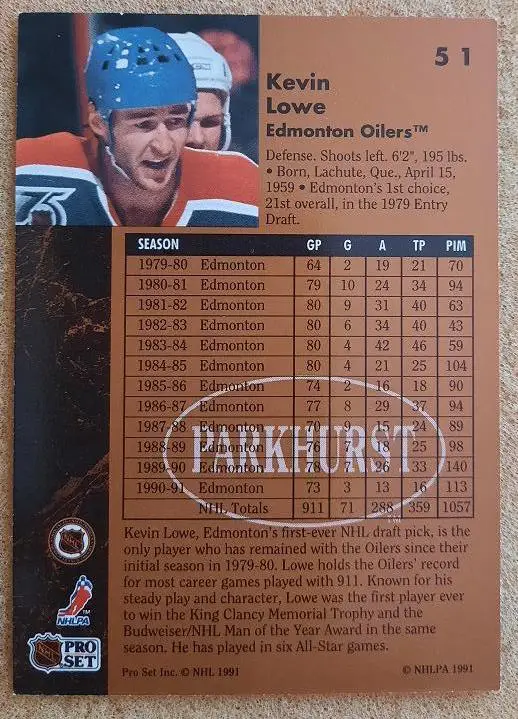 51
Kevin
Lowe
Edmonton Oilers™
Defense. Shoots left. 6'2", 195 lbs.
• Born, Lachute, Que., April 15,
1959 • Edmonton's 1st choice,
21st overall, in the 1979 Entry
Draft.
SEASON GP G A TP PIM
1979-80 Edmonton 64 2 19 21 70
1980-81 Edmonton 79 10 24 34 94
1981-82 Edmonton 80 9 31 40 63
1982-83 Edmonton 80 6 34 40 43
1983-84 Edmonton 80 4 42 46 59
1984-85 Edmonton 80 4 21 25 104
1985-86 Edmonton 74 2 16 18 90
1986-87 Edmonton 77 8 29 37 94
1987-88 Edmonton 70 9 15 24 89
1988-89 Edmonton 76 7 18 25 98
1989-90 Edmonton 78 7 26 33 140
1990-91 Edmonton 73 3 13 16 113
NHL Totals 911 71 288 359 1057
PARKHURST
TM
Kevin Lowe, Edmonton's first-ever NHL draft pick, is the
only player who has remained with the Oilers since their
initial season in 1979-80. Lowe holds the Oilers' record
for most career games played with 911. Known for his
steady play and character, Lowe was the first player ever
to win the King Clancy Memorial Trophy and the
Budweiser/NHL Man of the Year Award in the same
season. He has played in six All-Star games.
NHL
NHLPA™
NHL
PRO
SET
Pro Set Inc. © NHL 1991 © NHLPA 1991